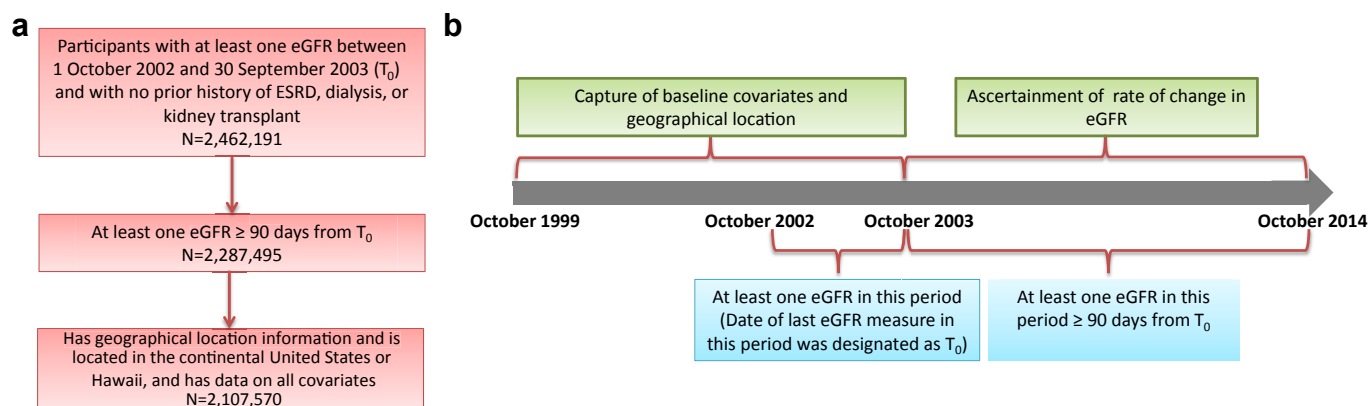 a
Participants with at least one eGFR between
1 October 2002 and 30 September 2003 (T₀)
and with no prior history of ESRD, dialysis, or
kidney transplant
N=2,462,191
At least one eGFR ≥ 90 days from T₀
N=2,287,495
Has geographical location information and is
located in the continental United States or
Hawaii, and has data on all covariates
N=2,107,570
b
Capture of baseline covariates and
geographical location
Ascertainment of rate of change in
eGFR
October 1999
October 2002
October 2003
October 2014
At least one eGFR in this period
(Date of last eGFR measure in
this period was designated as T₀)
At least one eGFR in this
period ≥ 90 days from T₀